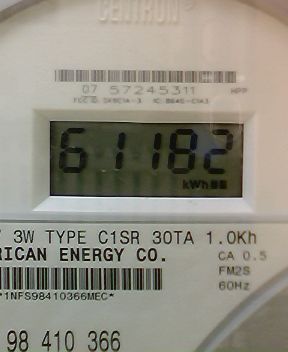 CENTRON®
07 57245311 HPP
61182
kWh
3W TYPE C1SR 30TA 1.0Kh
RICAN ENERGY CO. CA 0.5
FM2S
*1NFS98410366MEC* 60Hz
98 410 366